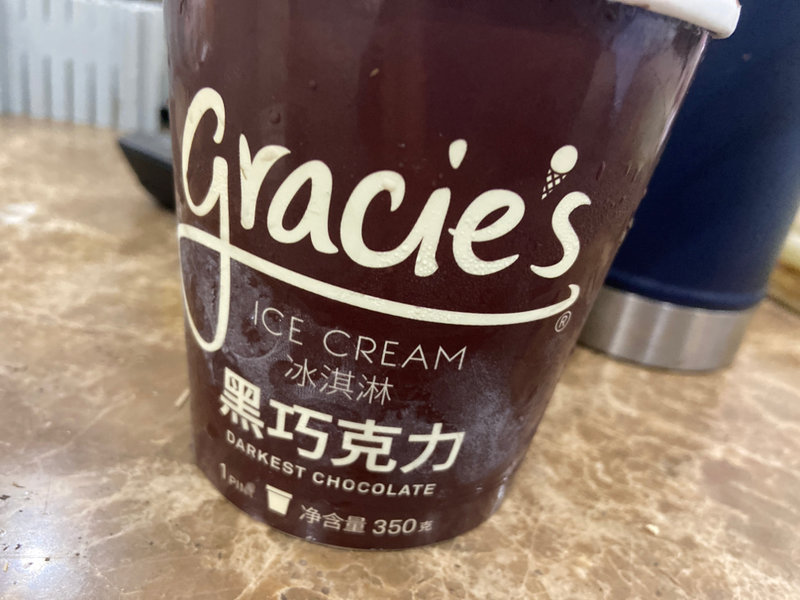 gracie's
®
ICE CREAM
冰淇淋
黑巧克力
DARKEST CHOCOLATE
1 PINT
净含量 350克